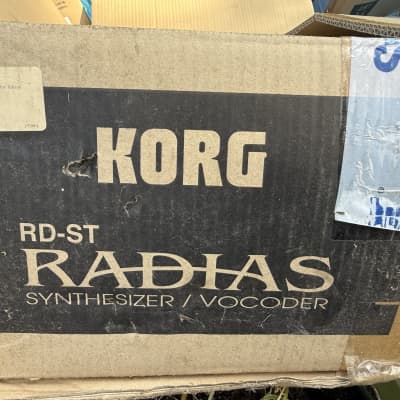 KORG
RD-ST
RADIAS
SYNTHESIZER / VOCODER